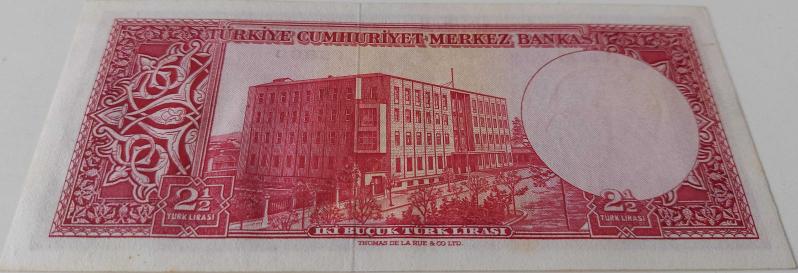 TÜRKİYE CUMHURİYET MERKEZ BANKASI
2½
TÜRK LİRASI
2½
TÜRK LİRASI
İKİ BUÇUK TÜRK LİRASI
THOMAS DE LA RUE & CO LTD.